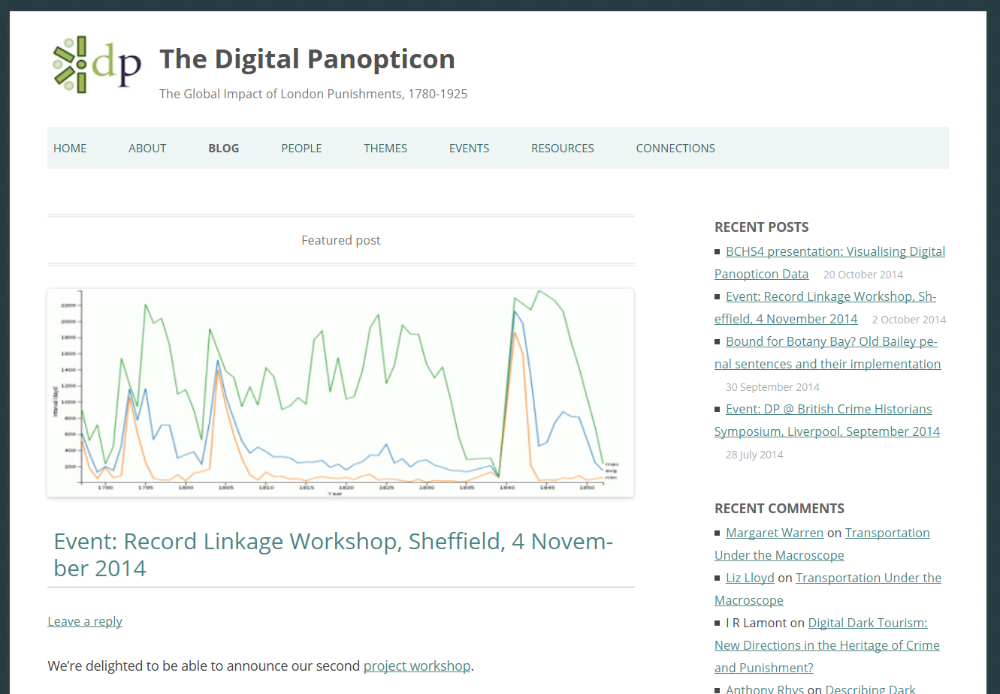 dp
The Digital Panopticon
The Global Impact of London Punishments, 1780-1925
HOME ABOUT BLOG PEOPLE THEMES EVENTS RESOURCES CONNECTIONS
Featured post
2200
2000
1800
1600
1400
1200
1000
800
600
400
200
Interval (days)
max
avg
min
1790 1795 1800 1805 1810 1815 1820 1825 1830 1835 1840 1845 1850
Year
Event: Record Linkage Workshop, Sheffield, 4 Novem-
ber 2014
Leave a reply
We’re delighted to be able to announce our second project workshop.
RECENT POSTS
BCHS4 presentation: Visualising Digital
Panopticon Data 20 October 2014
Event: Record Linkage Workshop, Sh-
effield, 4 November 2014 2 October 2014
Bound for Botany Bay? Old Bailey pe-
nal sentences and their implementation
30 September 2014
Event: DP @ British Crime Historians
Symposium, Liverpool, September 2014
28 July 2014
RECENT COMMENTS
Margaret Warren on Transportation
Under the Macroscope
Liz Lloyd on Transportation Under the
Macroscope
I R Lamont on Digital Dark Tourism:
New Directions in the Heritage of Crime
and Punishment?
Anthony Rhys on Describing Dark